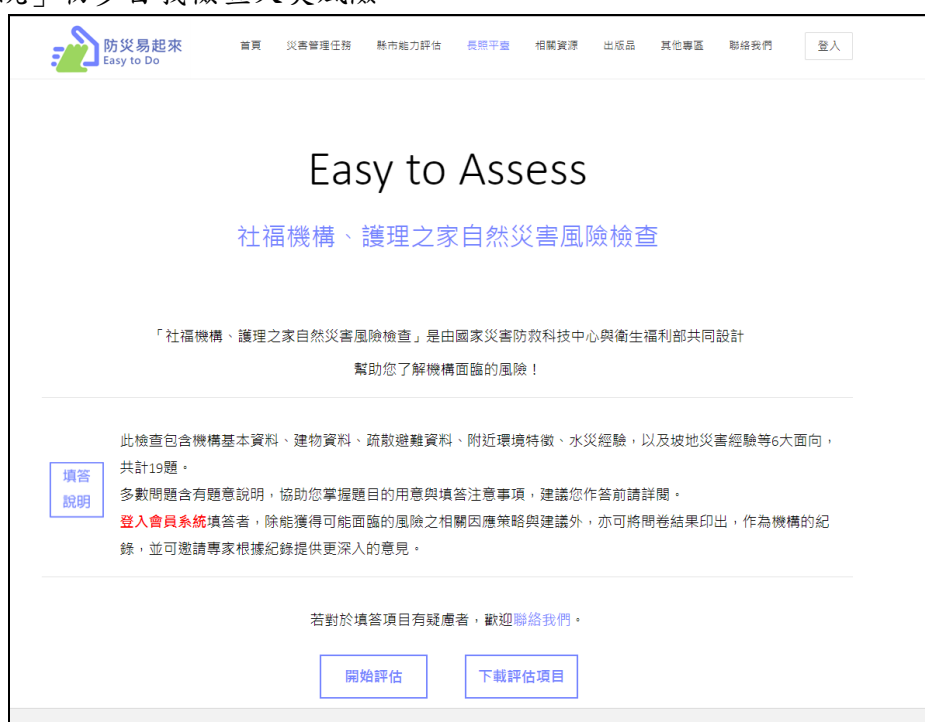 防災易起來
Easy to Do
首頁 災害管理任務 縣市能力評估 長照平臺 相關資源 出版品 其他專區 聯絡我們 登入
Easy to Assess
社福機構、護理之家自然災害風險檢查
「社福機構、護理之家自然災害風險檢查」是由國家災害防救科技中心與衛生福利部共同設計
幫助您了解機構面臨的風險！
填答
說明
此檢查包含機構基本資料、建物資料、疏散避難資料、附近環境特徵、水災經驗，以及坡地災害經驗等6大面向，
共計19題。
多數問題含有題意說明，協助您掌握題目的用意與填答注意事項，建議您作答前請詳閱。
登入會員系統填答者，除能獲得可能面臨的風險之相關因應策略與建議外，亦可將問卷結果印出，作為機構的紀
錄，並可邀請專家根據紀錄提供更深入的意見。
若對於填答項目有疑慮者，歡迎聯絡我們。
開始評估 下載評估項目